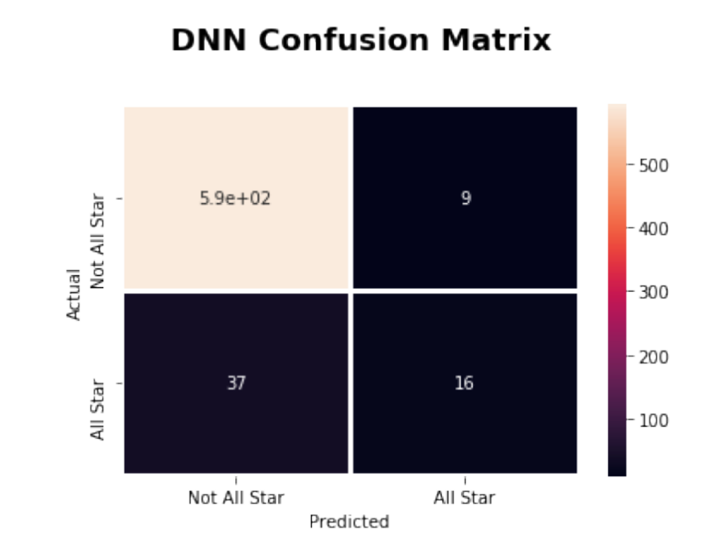 DNN Confusion Matrix
Actual
Not All Star
5.9e+02
9
All Star
37
16
Not All Star
All Star
Predicted
500
400
300
200
100